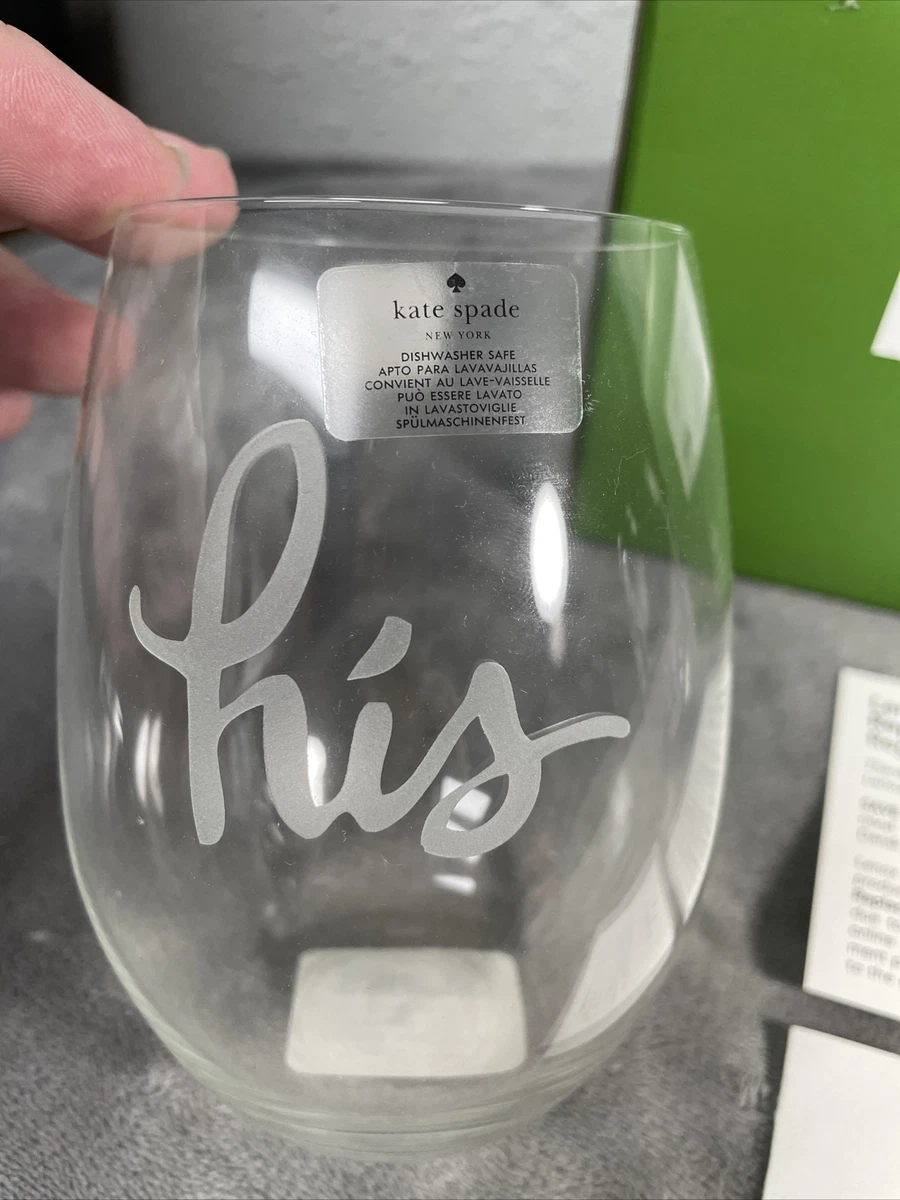 kate spade
NEW YORK
DISHWASHER SAFE
APTO PARA LAVAVAJILLAS
CONVIENT AU LAVE-VAISSELLE
PUÒ ESSERE LAVATO
IN LAVASTOVIGLIE
SPÜLMASCHINENFEST
his